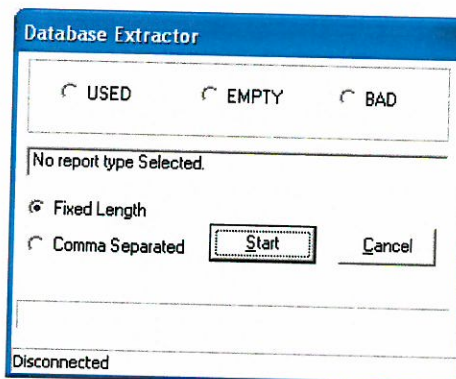 Database Extractor
USED EMPTY BAD
No report type Selected.
Fixed Length
Comma Separated Start Cancel
Disconnected